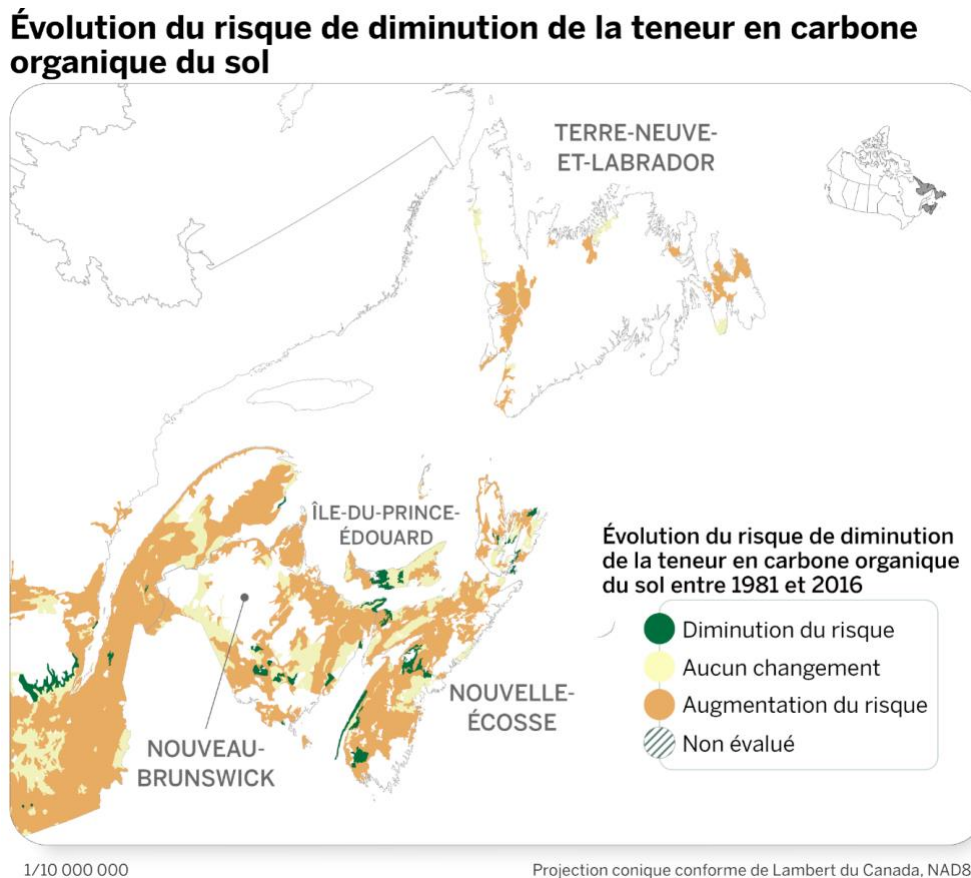 Évolution du risque de diminution de la teneur en carbone
organique du sol
TERRE-NEUVE-
ET-LABRADOR
ÎLE-DU-PRINCE-
ÉDOUARD
NOUVELLE-
ÉCOSSE
NOUVEAU-
BRUNSWICK
Évolution du risque de diminution
de la teneur en carbone organique
du sol entre 1981 et 2016
Diminution du risque
Aucun changement
Augmentation du risque
Non évalué
1/10 000 000
Projection conique conforme de Lambert du Canada, NAD8